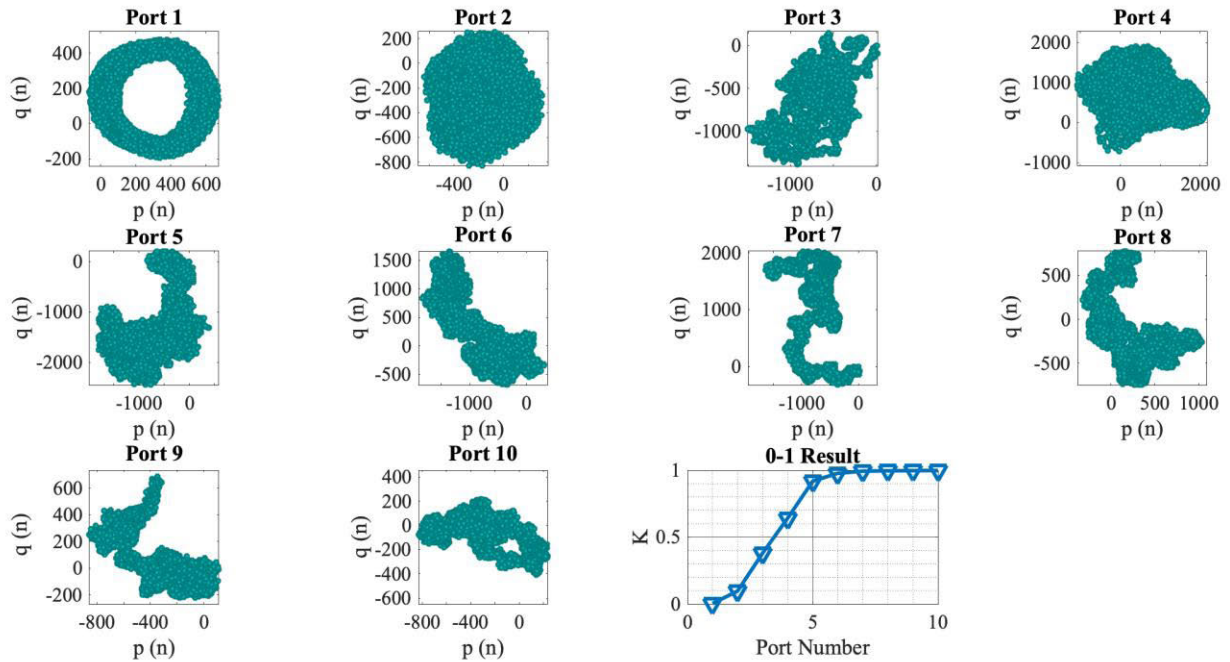 Port 1
Port 2
Port 3
Port 4
q (n)
400
200
0
-200
0 200 400 600
p (n)
q (n)
200
0
-200
-400
-600
-800
-400 0
p (n)
q (n)
0
-500
-1000
-1000 0
p (n)
q (n)
2000
1000
0
-1000
0 2000
p (n)
Port 5
Port 6
Port 7
Port 8
q (n)
0
-1000
-2000
-1000 0
p (n)
q (n)
1500
1000
500
0
-500
-1000 0
p (n)
q (n)
2000
1000
0
-1000 0
p (n)
q (n)
500
0
-500
0 500 1000
p (n)
Port 9
Port 10
0-1 Result
q (n)
600
400
200
0
-200
-800 -400 0
p (n)
q (n)
400
200
0
-200
-400
-600
-800 -400 0
p (n)
K
1
0.5
0
0 5 10
Port Number